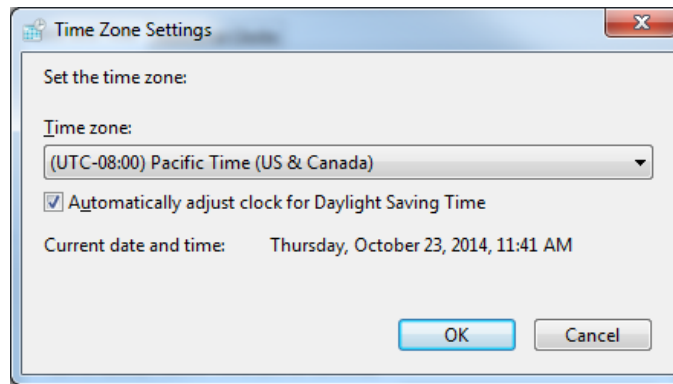 Time Zone Settings
Set the time zone:
Time zone:
(UTC-08:00) Pacific Time (US & Canada)
Automatically adjust clock for Daylight Saving Time
Current date and time: Thursday, October 23, 2014, 11:41 AM
OK Cancel